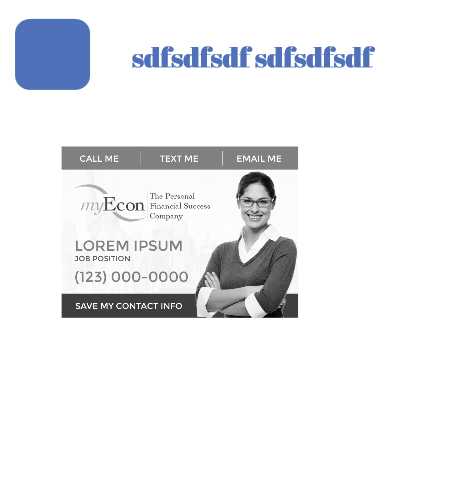 sdfsdfsdf sdfsdfsdf
CALL ME
TEXT ME
EMAIL ME
myEcon
The Personal
Financial Success
Company
LOREM IPSUM
JOB POSITION
(123) 000-0000
SAVE MY CONTACT INFO